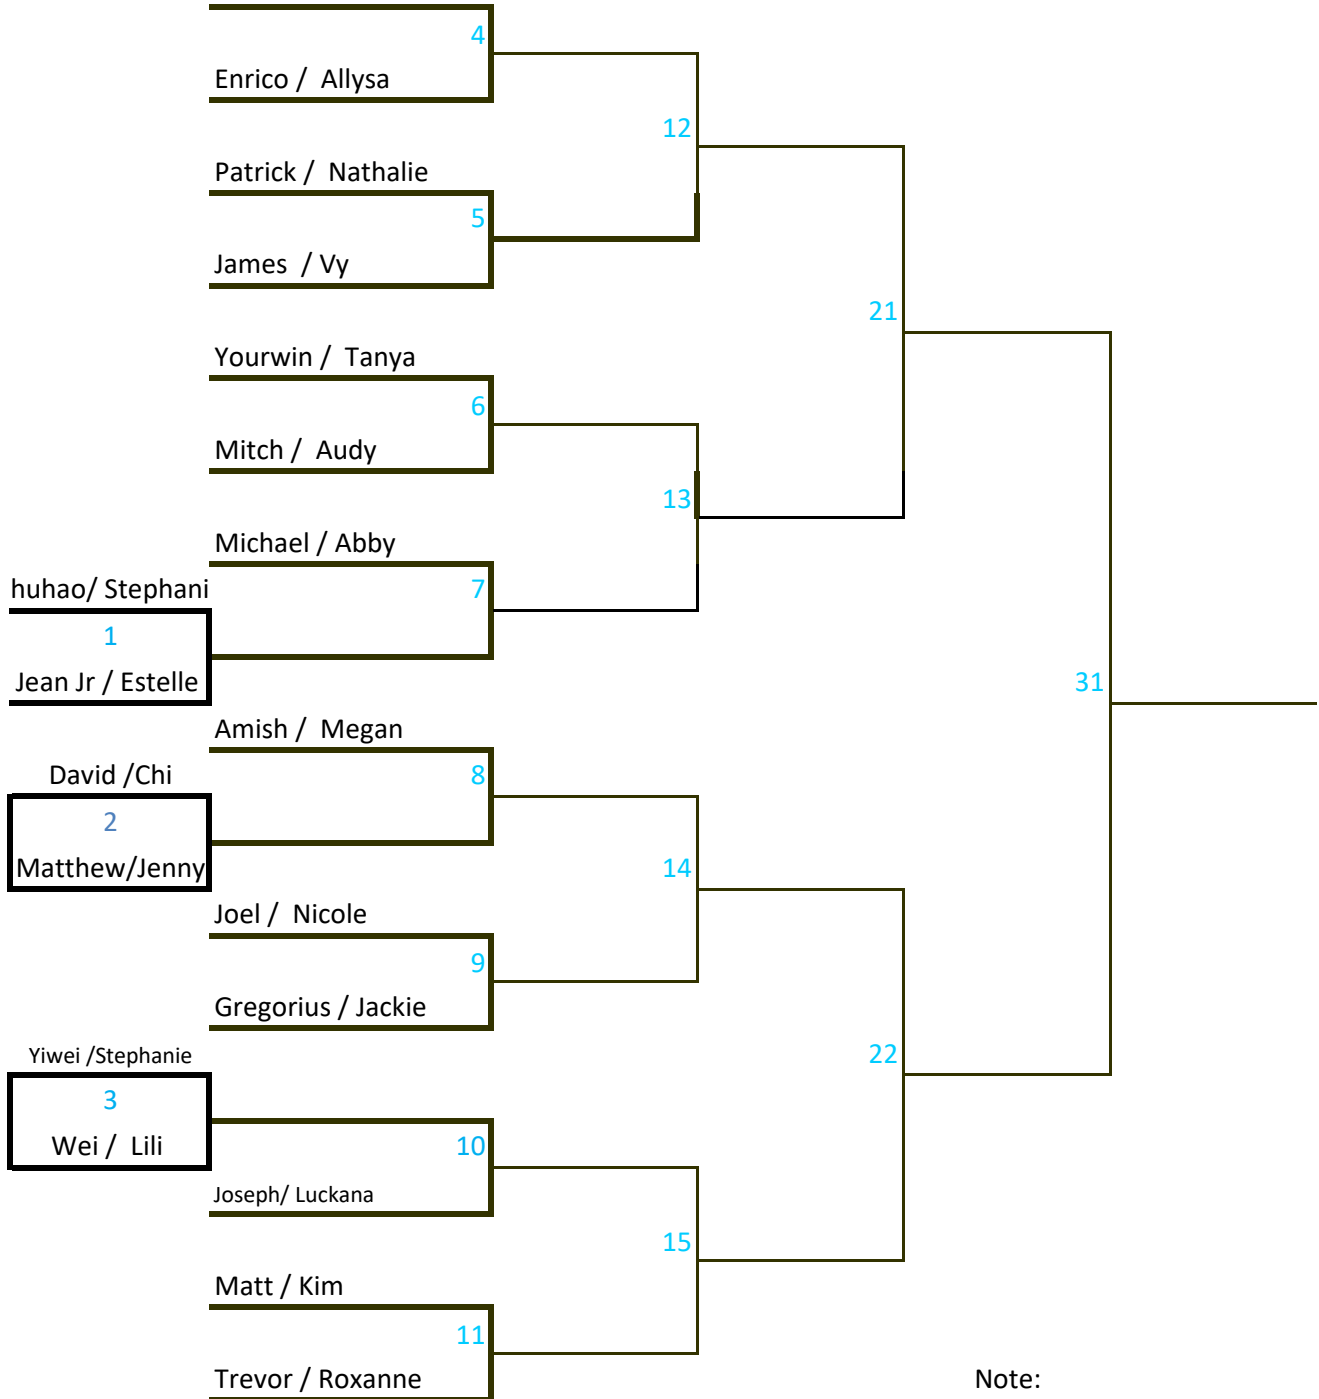 4
Enrico /  Allysa
12
Patrick /  Nathalie
5
James  / Vy
21
Yourwin /  Tanya
6
Mitch /  Audy
13
Michael / Abby
huhao/ Stephani
7
1
Jean Jr / Estelle
31
Amish /  Megan
David /Chi
8
2
Matthew/Jenny
14
Joel /  Nicole
9
Gregorius / Jackie
Yiwei /Stephanie
22
3
Wei /  Lili
10
Joseph/ Luckana
15
Matt / Kim
11
Trevor / Roxanne
Note: